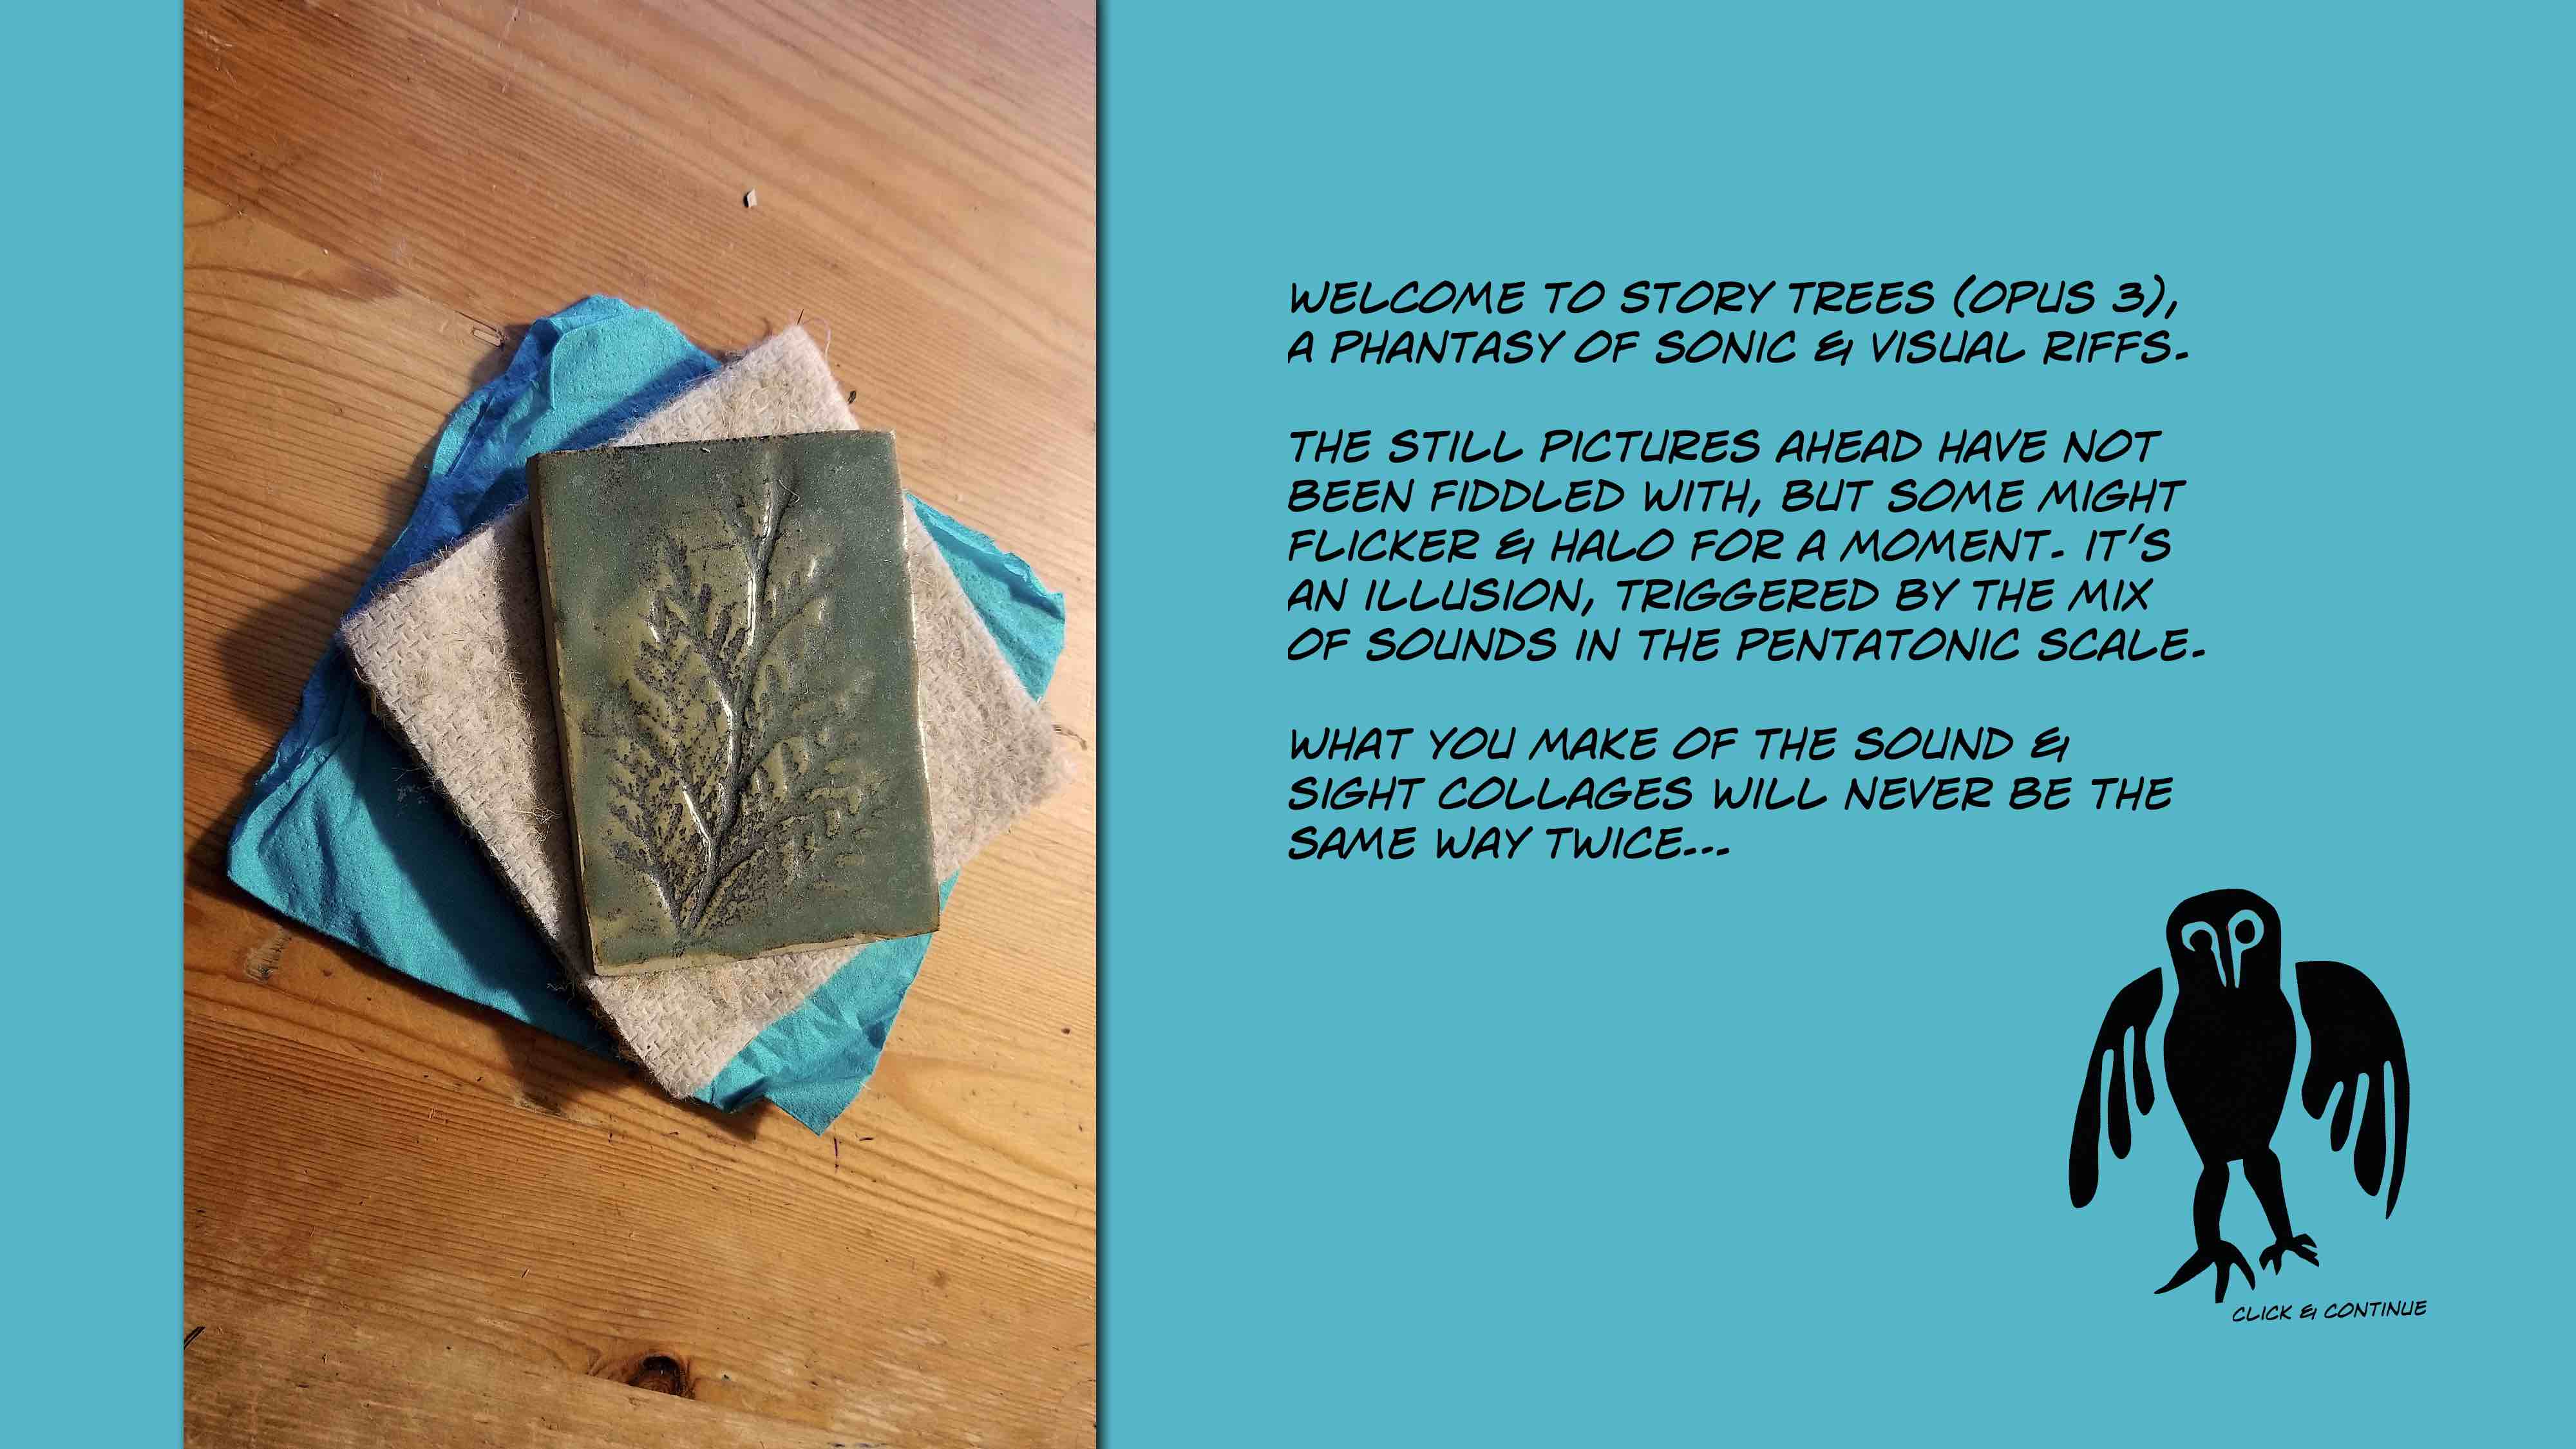 WELCOME TO STORY TREES (OPUS 3),
A PHANTASY OF SONIC & VISUAL RIFFS.
THE STILL PICTURES AHEAD HAVE NOT
BEEN FIDDLED WITH, BUT SOME MIGHT
FLICKER & HALO FOR A MOMENT. IT'S
AN ILLUSION, TRIGGERED BY THE MIX
OF SOUNDS IN THE PENTATONIC SCALE.
WHAT YOU MAKE OF THE SOUND &
SIGHT COLLAGES WILL NEVER BE THE
SAME WAY TWICE...
CLICK & CONTINUE